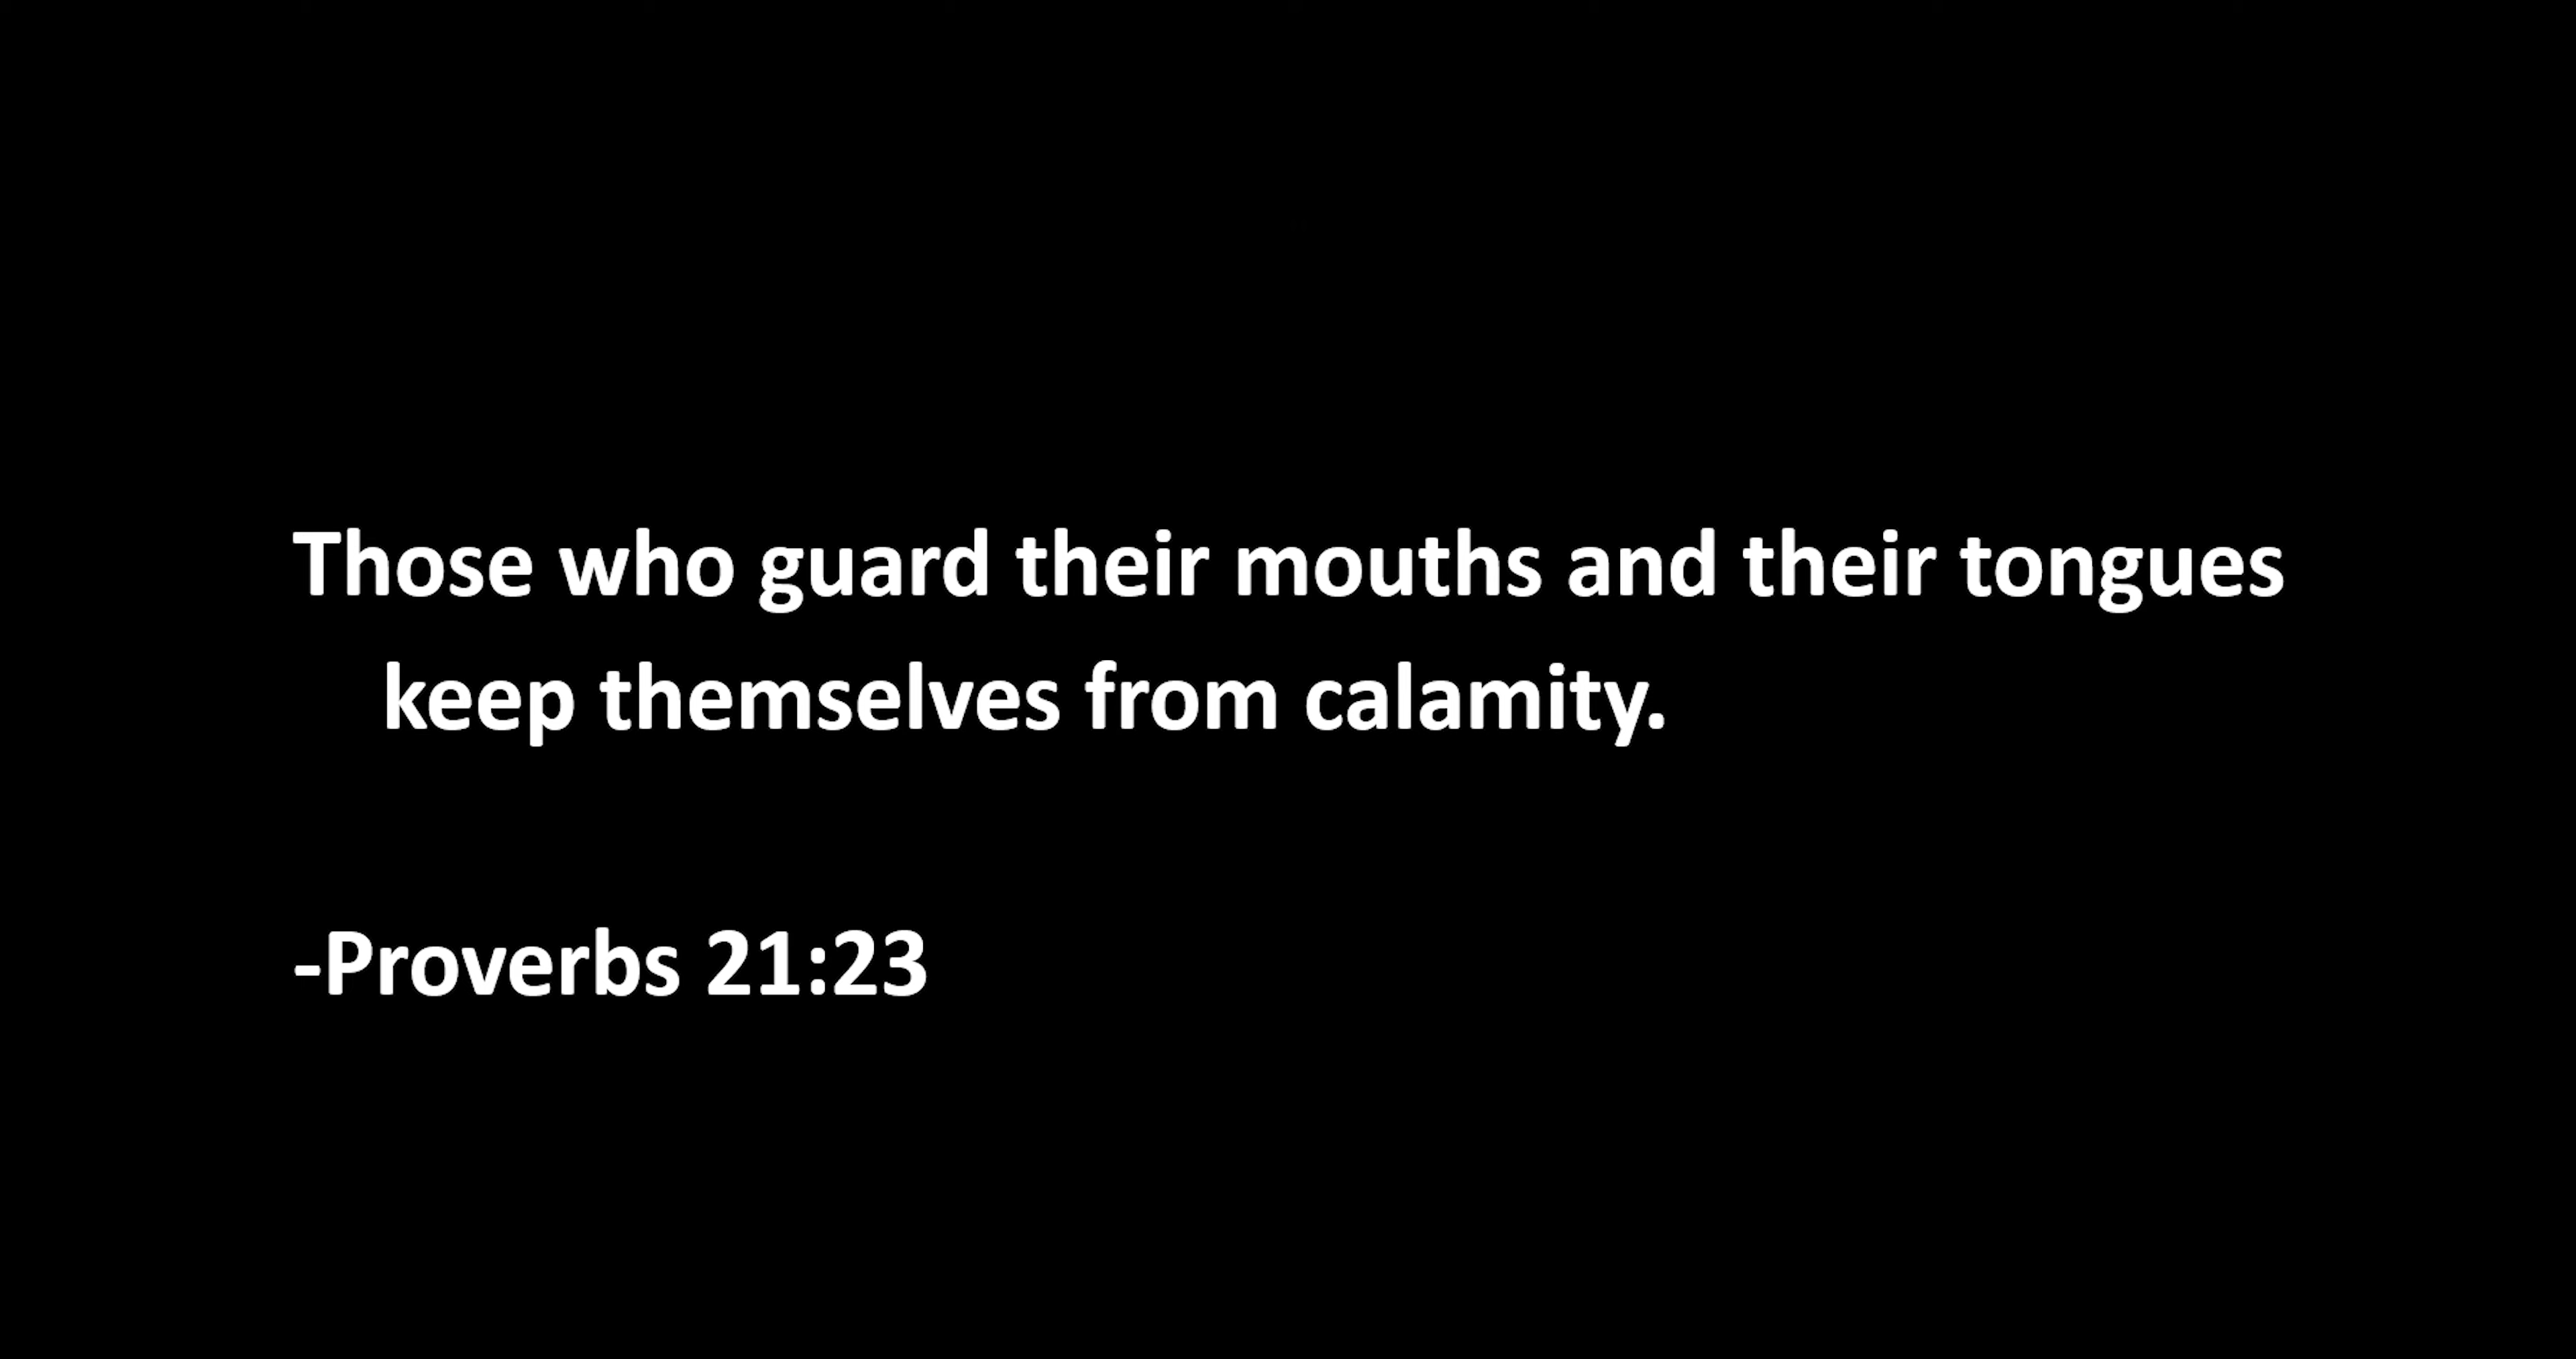 Those who guard their mouths and their tongues
keep themselves from calamity.
-Proverbs 21:23